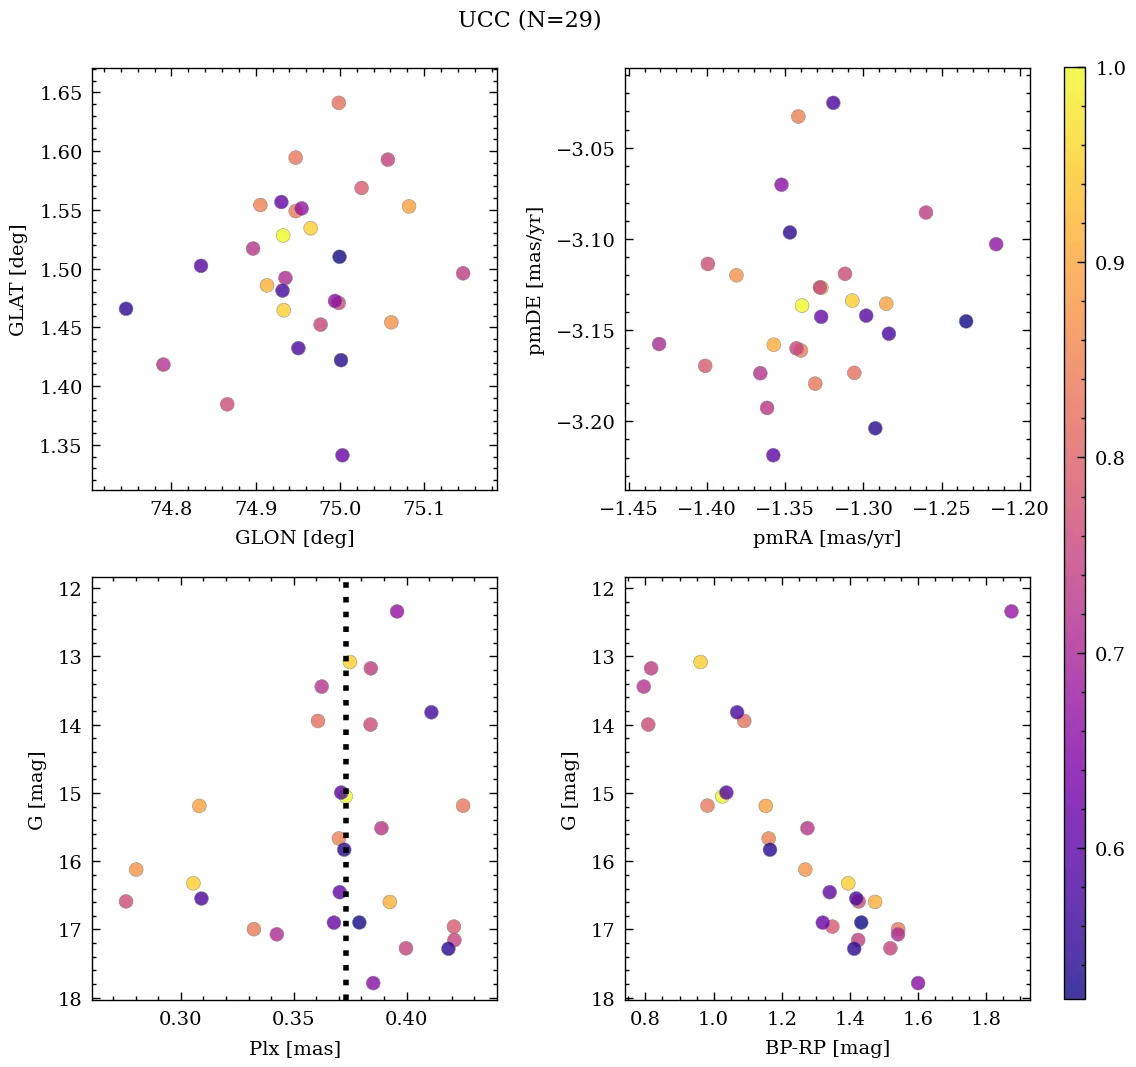 UCC (N=29)
1.65
1.60
1.55
1.50
1.45
1.40
1.35
GLAT [deg]
74.8 74.9 75.0 75.1
GLON [deg]
−3.05
−3.10
−3.15
−3.20
pmDE [mas/yr]
−1.45 −1.40 −1.35 −1.30 −1.25 −1.20
pmRA [mas/yr]
12
13
14
15
16
17
18
G [mag]
0.30 0.35 0.40
Plx [mas]
12
13
14
15
16
17
18
G [mag]
0.8 1.0 1.2 1.4 1.6 1.8
BP-RP [mag]
1.0
0.9
0.8
0.7
0.6